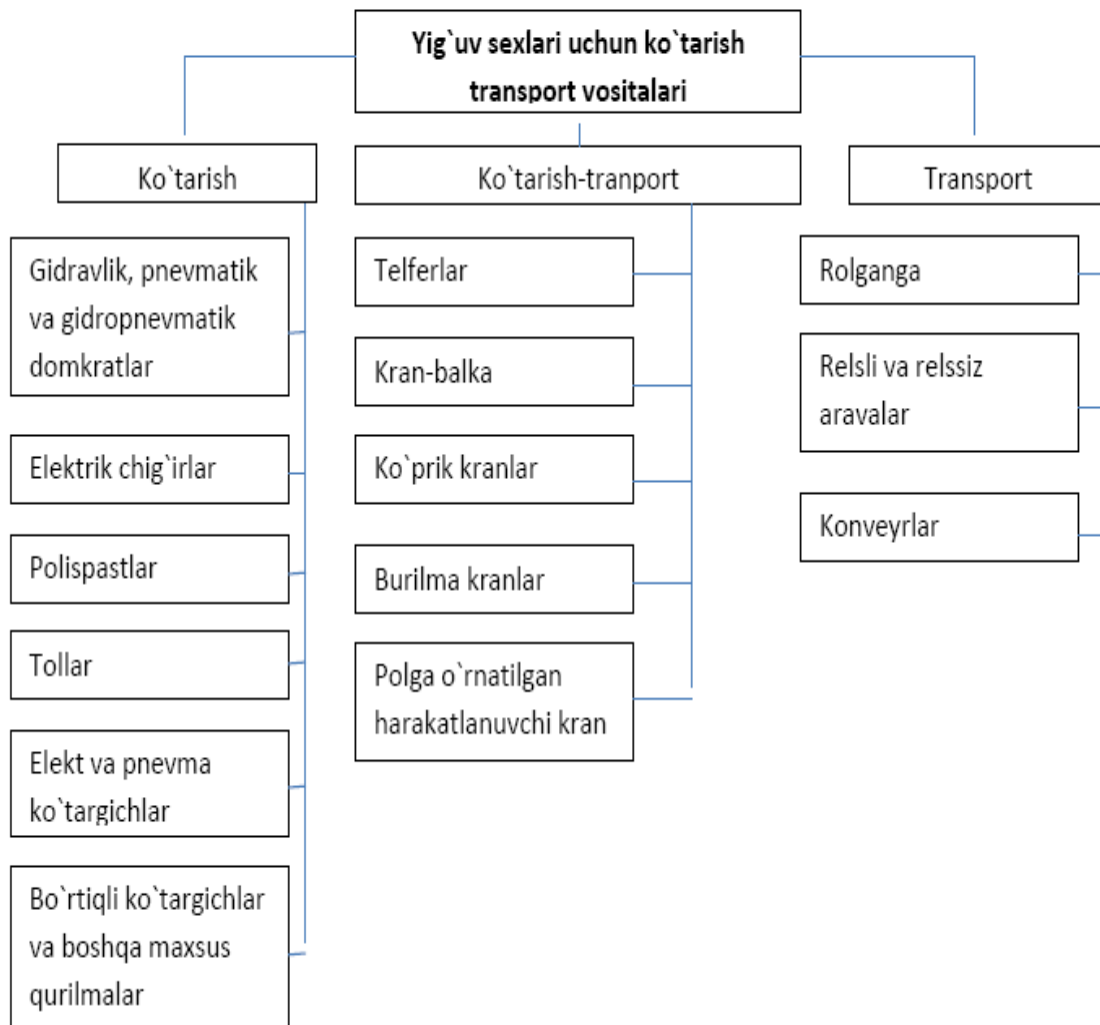 Yig`uv sexlari uchun ko`tarish
transport vositalari
Ko`tarish
Ko`tarish-tranport
Transport
Gidravlik, pnevmatik
va gidropnevmatik
domkratlar
Elektrik chig`irlar
Polispastlar
Tollar
Elekt va pnevma
ko`targichlar
Bo`rtiqli ko`targichlar
va boshqa maxsus
qurilmalar
Telferlar
Kran-balka
Ko`prik kranlar
Burilma kranlar
Polga o`rnatilgan
harakatlanuvchi kran
Rolganga
Relsli va relssiz
aravalar
Konveyrlar